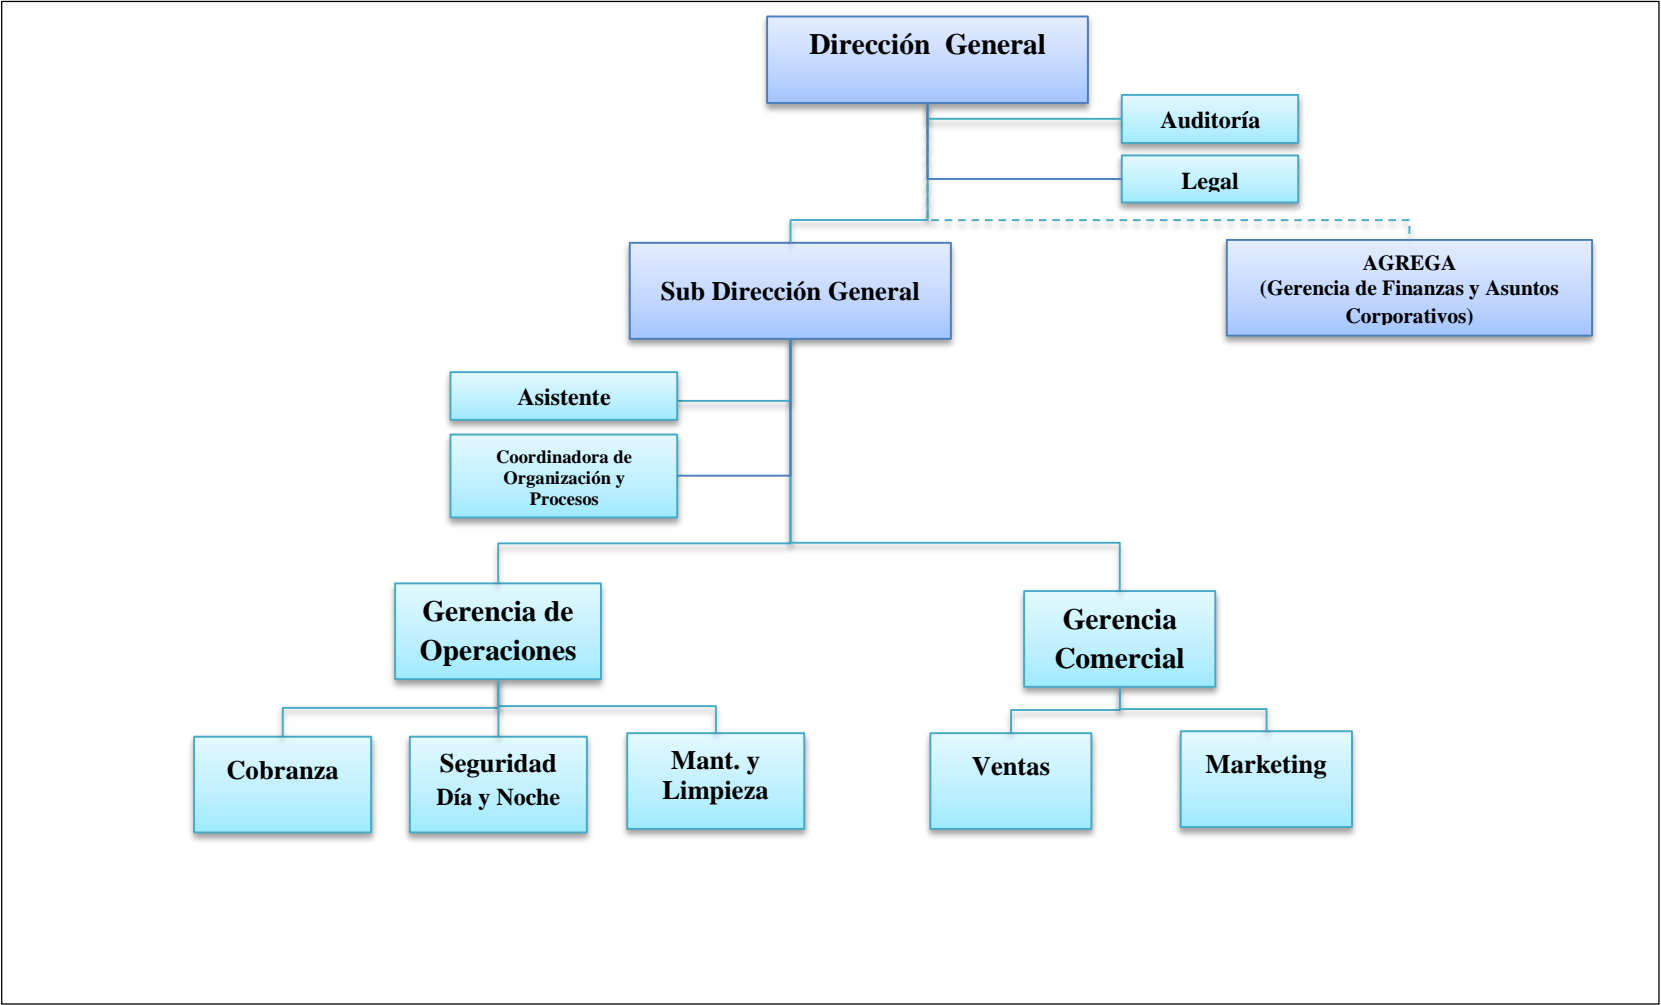 Dirección  General
Auditoría
Legal
AGREGA
(Gerencia de Finanzas y Asuntos
Corporativos)
Sub Dirección General
Asistente
Coordinadora de
Organización y
Procesos
Gerencia de
Operaciones
Gerencia
Comercial
Cobranza
Seguridad
Día y Noche
Mant. y
Limpieza
Ventas
Marketing